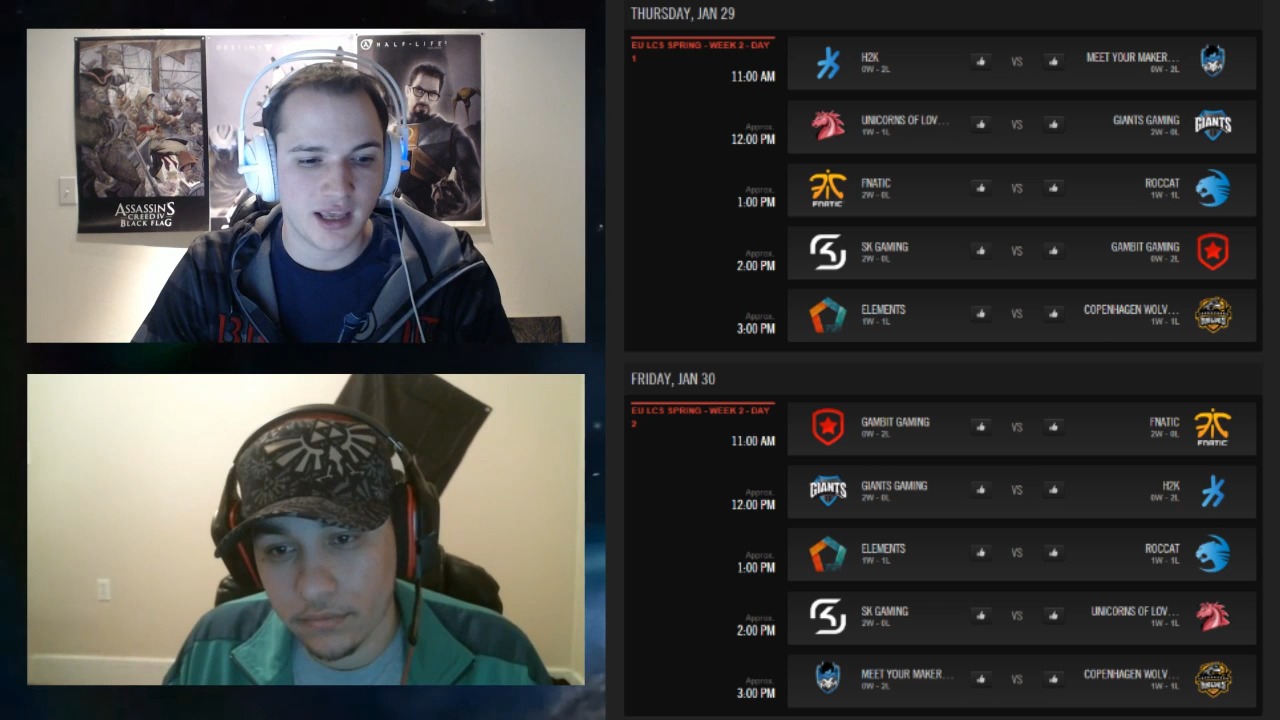 ASSASSIN'S
CREED IV
BLACK FLAG
HALF-LIFE²
THURSDAY, JAN 29
EU LCS SPRING - WEEK 2 - DAY
1
11:00 AM
H2K
0W - 2L
VS
MEET YOUR MAKER...
0W - 2L
Approx.
12:00 PM
UNICORNS OF LOV...
1W - 1L
VS
GIANTS GAMING
2W - 0L
GIANTS
Approx.
1:00 PM
FNATIC
FNATIC
2W - 0L
VS
ROCCAT
1W - 1L
Approx.
2:00 PM
SK GAMING
2W - 0L
VS
GAMBIT GAMING
0W - 2L
Approx.
3:00 PM
ELEMENTS
1W - 1L
VS
COPENHAGEN WOLV...
1W - 1L
FRIDAY, JAN 30
EU LCS SPRING - WEEK 2 - DAY
2
11:00 AM
GAMBIT GAMING
0W - 2L
VS
FNATIC
2W - 0L
FNATIC
Approx.
12:00 PM
GIANTS
GIANTS GAMING
2W - 0L
VS
H2K
0W - 2L
Approx.
1:00 PM
ELEMENTS
1W - 1L
VS
ROCCAT
1W - 1L
Approx.
2:00 PM
SK GAMING
2W - 0L
VS
UNICORNS OF LOV...
1W - 1L
Approx.
3:00 PM
MEET YOUR MAKER...
0W - 2L
VS
COPENHAGEN WOLV...
1W - 1L